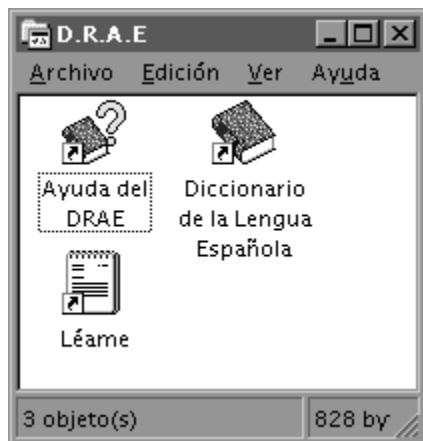 D.R.A.E
Archivo Edición Ver Ayuda
Ayuda del
DRAE
Diccionario
de la Lengua
Española
Léame
3 objeto(s)
828 by